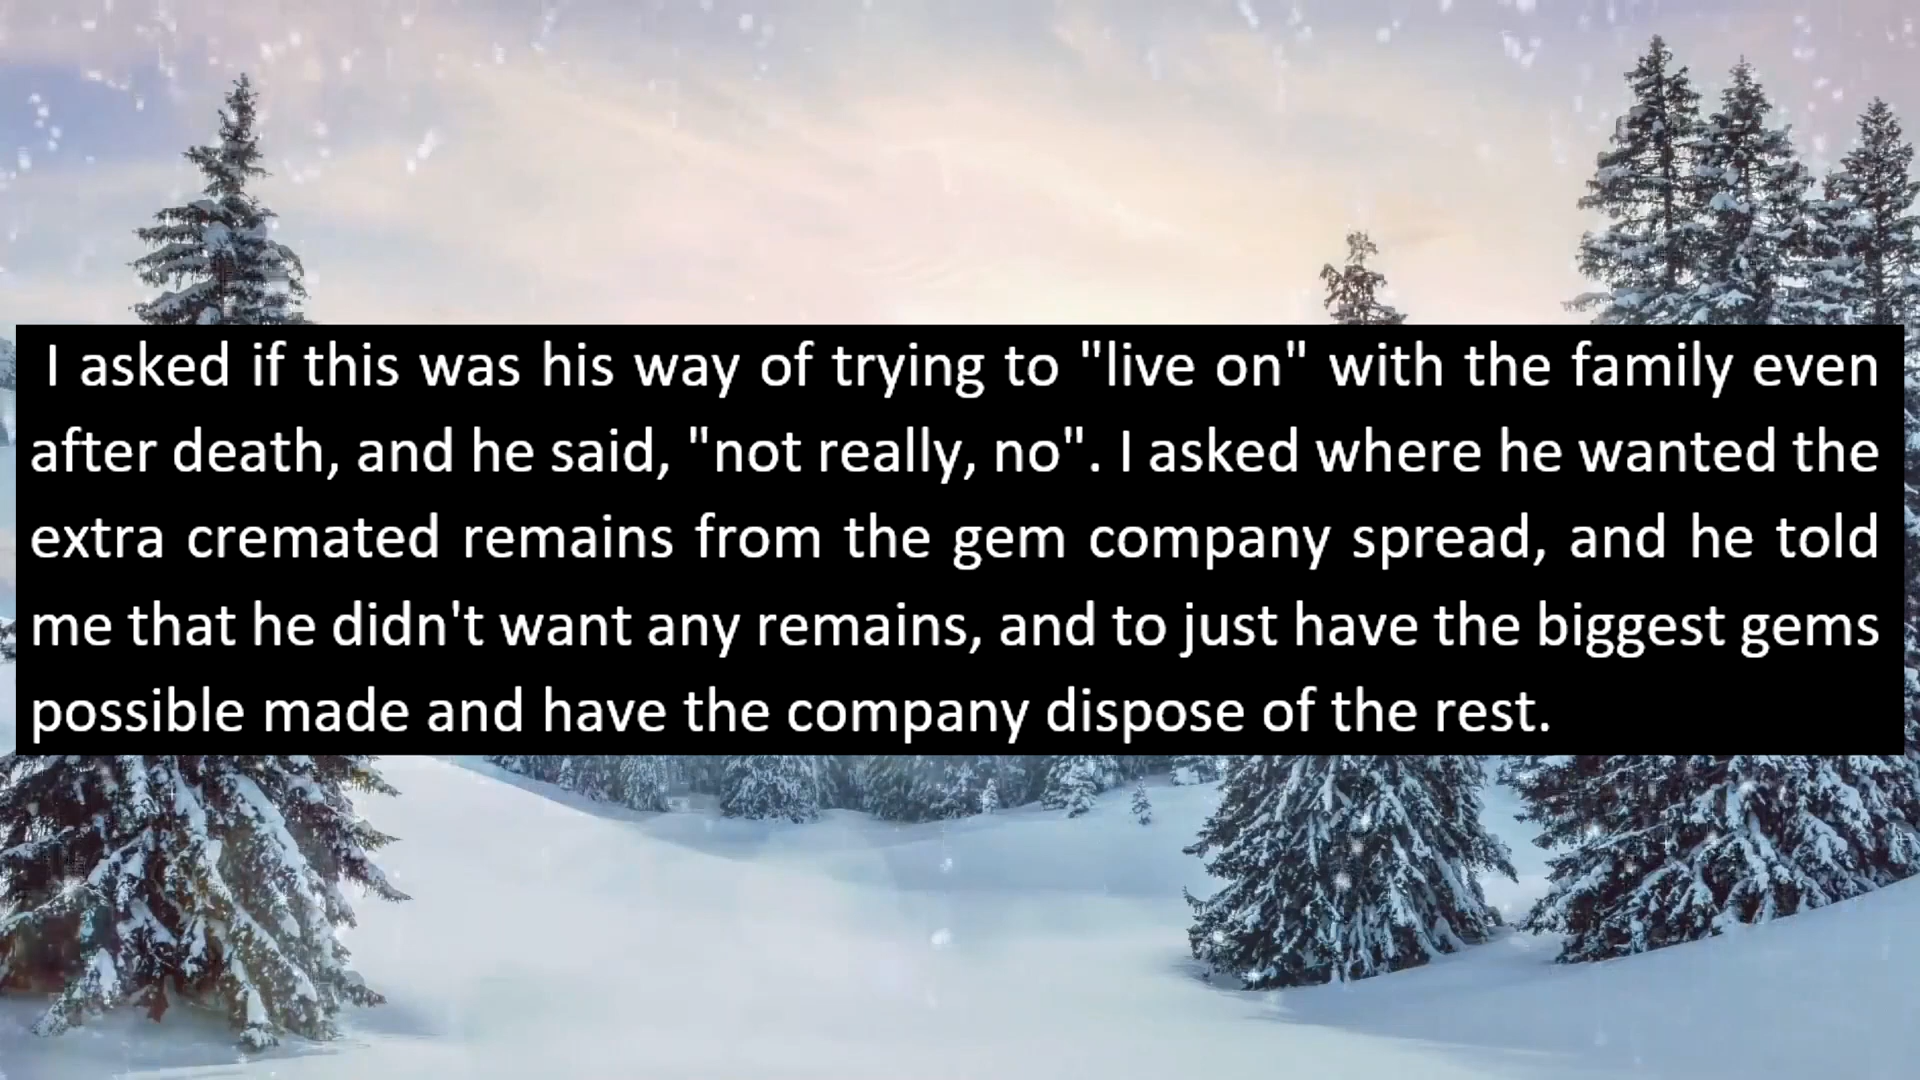 I asked if this was his way of trying to "live on" with the family even
after death, and he said, "not really, no". I asked where he wanted the
extra cremated remains from the gem company spread, and he told
me that he didn't want any remains, and to just have the biggest gems
possible made and have the company dispose of the rest.